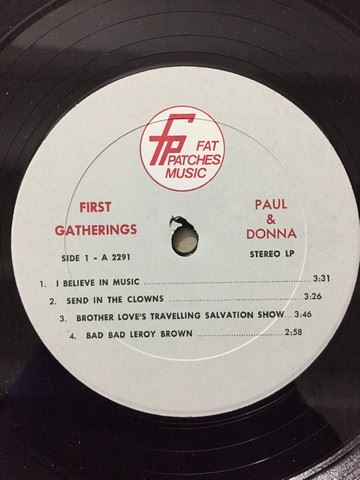 FP FAT
PATCHES
MUSIC
FIRST
GATHERINGS
PAUL
&
DONNA
SIDE 1 - A 2291
STEREO LP
1. I BELIEVE IN MUSIC 3:31
2. SEND IN THE CLOWNS 3:26
3. BROTHER LOVE'S TRAVELLING SALVATION SHOW 3:46
4. BAD BAD LEROY BROWN 2:58